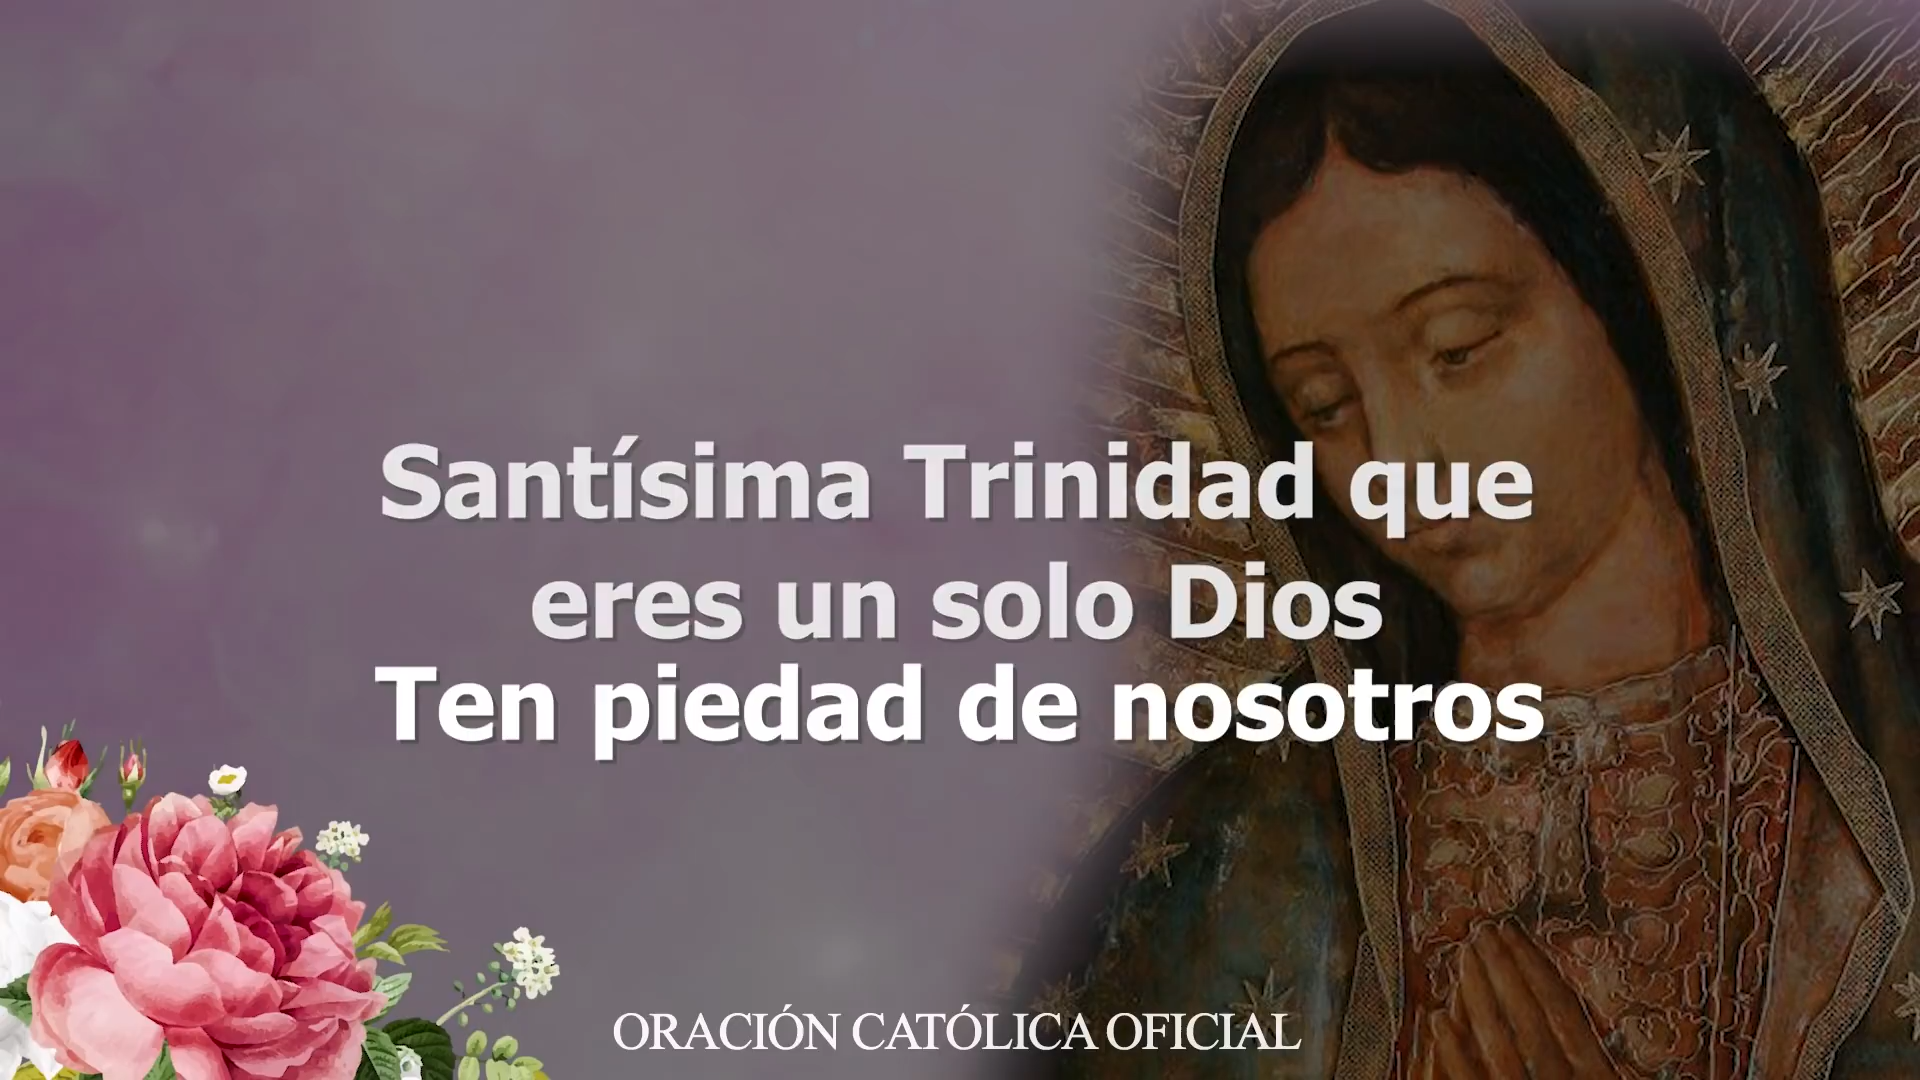 Santísima Trinidad que
eres un solo Dios
Ten piedad de nosotros
ORACIÓN CATÓLICA OFICIAL